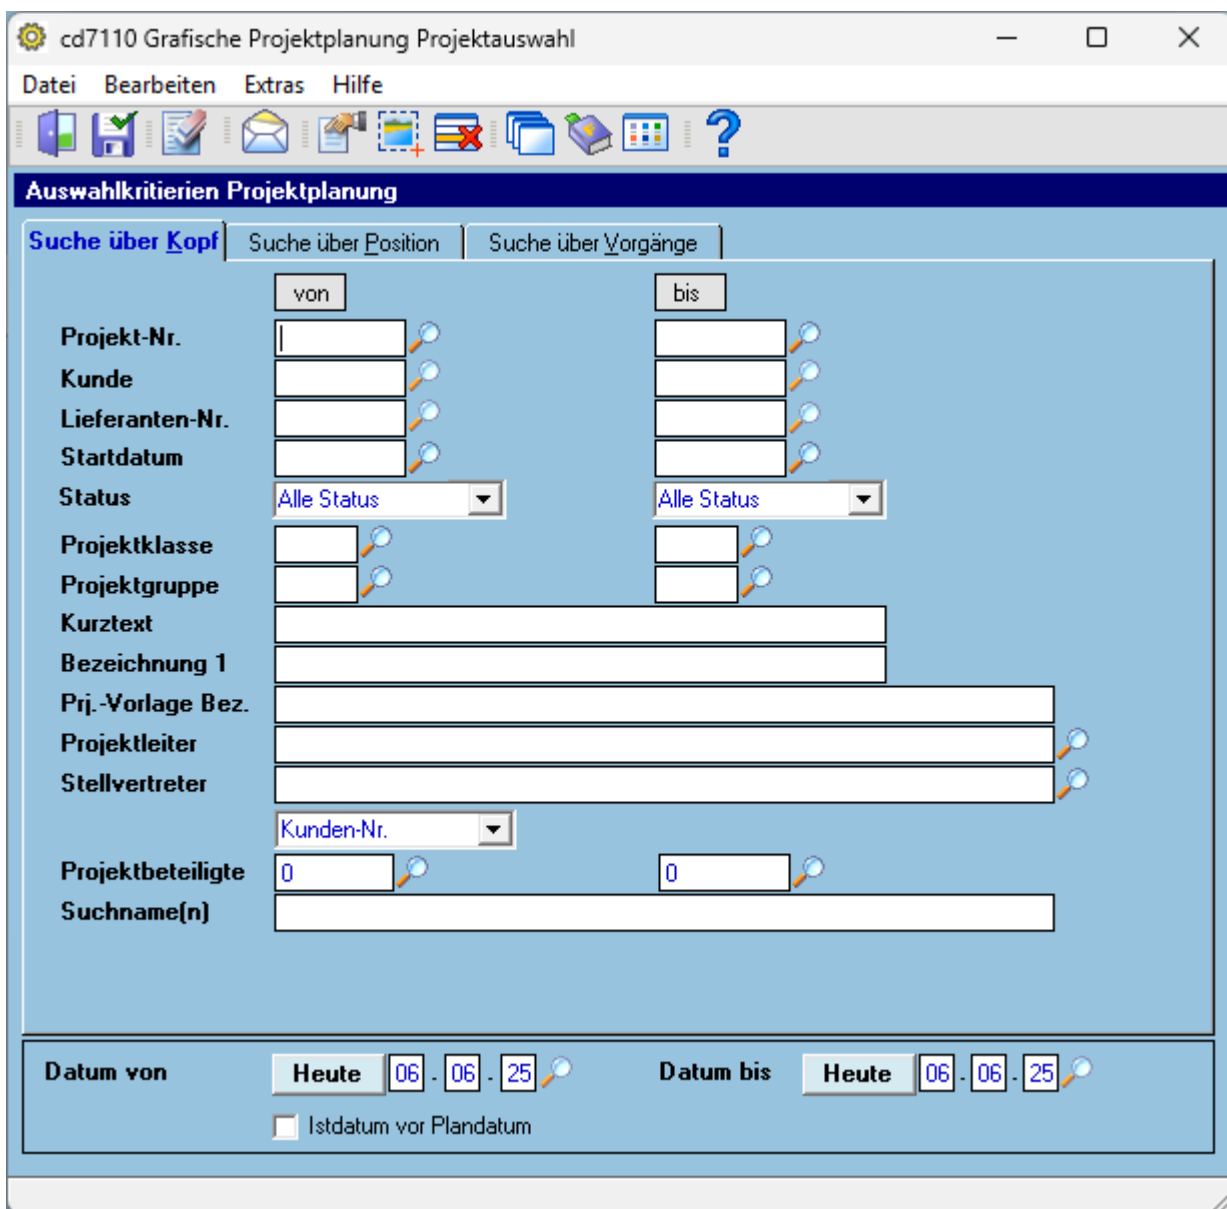 cd7110 Grafische Projektplanung Projektauswahl
Datei Bearbeiten Extras Hilfe
Auswahlkritierien Projektplanung
Suche über Kopf Suche über Position Suche über Vorgänge
von bis
Projekt-Nr.
Kunde
Lieferanten-Nr.
Startdatum
Status Alle Status Alle Status
Projektklasse
Projektgruppe
Kurztext
Bezeichnung 1
Prj.-Vorlage Bez.
Projektleiter
Stellvertreter
Kunden-Nr.
Projektbeteiligte 0 0
Suchname(n)
Datum von Heute 06 . 06 . 25 Datum bis Heute 06 . 06 . 25
Istdatum vor Plandatum